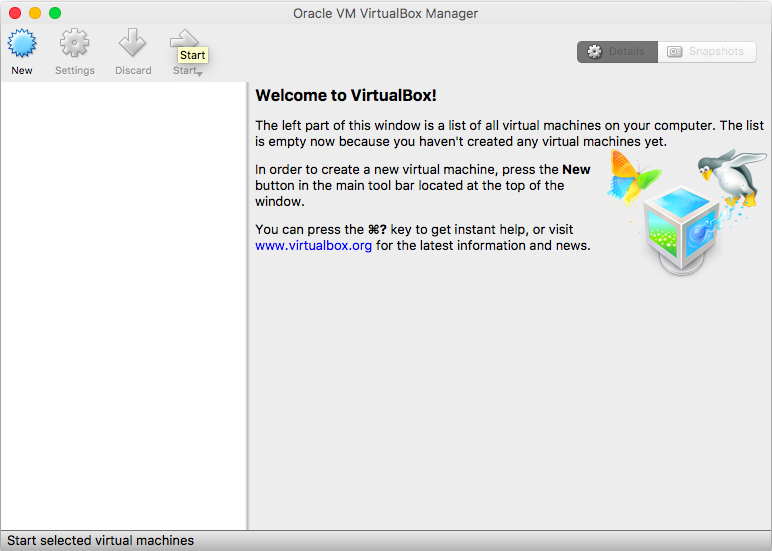 Oracle VM VirtualBox Manager
New
Settings
Discard
Start
Start
Details
Snapshots
Welcome to VirtualBox!
The left part of this window is a list of all virtual machines on your computer. The list
is empty now because you haven't created any virtual machines yet.
In order to create a new virtual machine, press the New
button in the main tool bar located at the top of the
window.
You can press the ⌘? key to get instant help, or visit
www.virtualbox.org for the latest information and news.
Start selected virtual machines